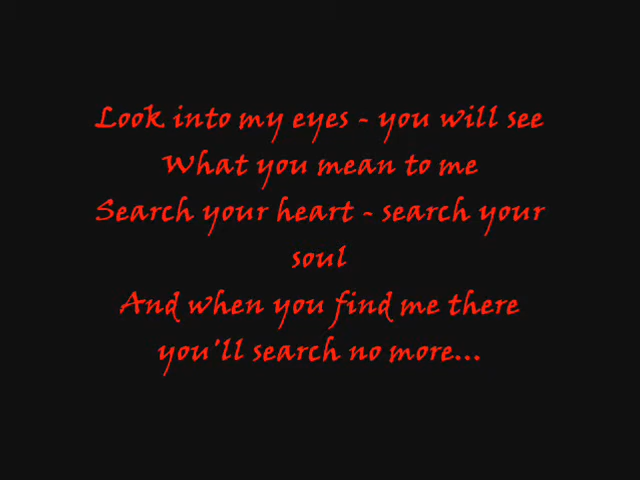 Look into my eyes - you will see
What you mean to me
Search your heart - search your
soul
And when you find me there
you'll search no more...